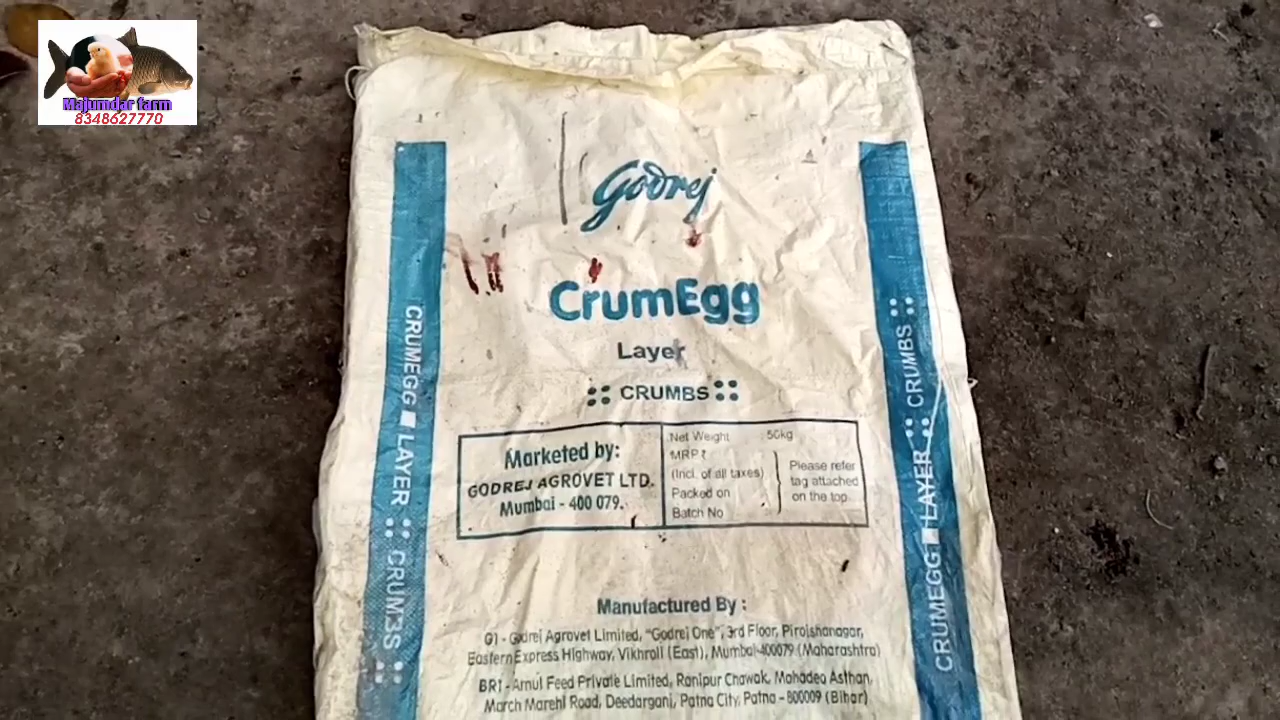 Majumdar farm
8348627770
Godrej
CrumEgg
Layer
CRUMBS
Marketed by:
GODREJ AGROVET LTD.
Mumbai - 400 079.
Net Weight : 50kg
MRP ₹
(Incl. of all taxes)
Packed on
Batch No
Please refer
tag attached
on the top
Manufactured By :
G1 - Godrej Agrovet Limited, "Godrej One", 3rd Floor, Pirojshanagar,
Eastern Express Highway, Vikhroli (East), Mumbai-400079 (Maharashtra)
BR1 - Amul Feed Private Limited, Ranipur Chawak, Mahadeo Asthan,
March Marehi Road, Deedarganj, Patna City, Patna - 800009 (Bihar)
CRUMEGG LAYER CRUMBS
CRUMEGG LAYER CRUMBS